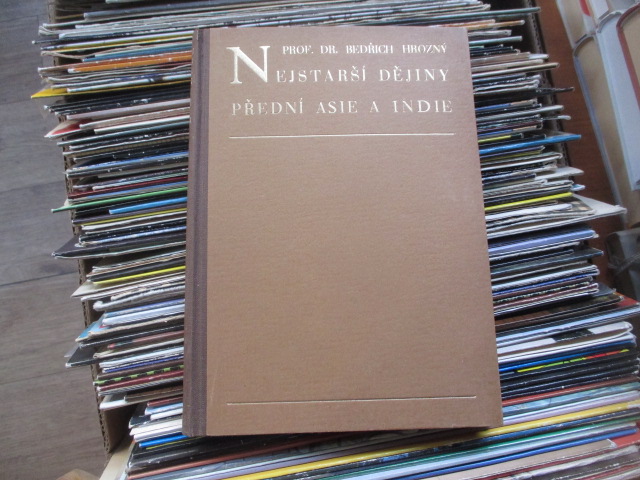 PROF. DR. BEDŘICH HROZNÝ
NEJSTARŠÍ DĚJINY
PŘEDNÍ ASIE A INDIE